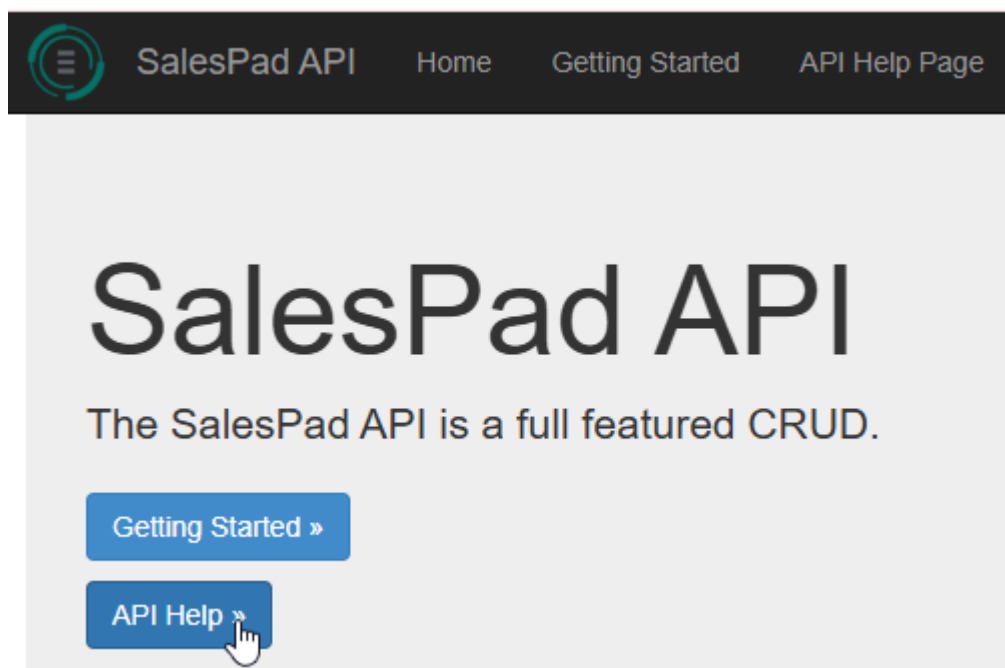 SalesPad API Home Getting Started API Help Page
SalesPad API
The SalesPad API is a full featured CRUD.
Getting Started »
API Help »